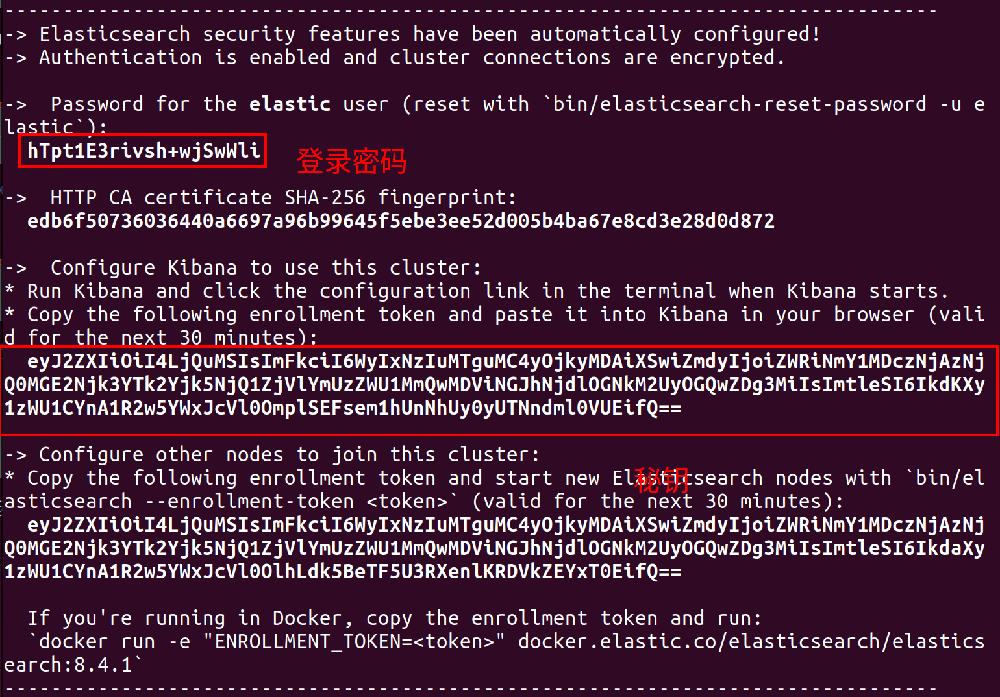 --------------------------------------------------------------------------------
-> Elasticsearch security features have been automatically configured!
-> Authentication is enabled and cluster connections are encrypted.
->  Password for the elastic user (reset with `bin/elasticsearch-reset-password -u e
lastic`):
hTpt1E3rivsh+wjSwWli
登录密码
->  HTTP CA certificate SHA-256 fingerprint:
edb6f50736036440a6697a96b99645f5ebe3ee52d005b4ba67e8cd3e28d0d872
->  Configure Kibana to use this cluster:
* Run Kibana and click the configuration link in the terminal when Kibana starts.
* Copy the following enrollment token and paste it into Kibana in your browser (vali
d for the next 30 minutes):
eyJ2ZXIiOiI4LjQuMSIsImFkciI6WyIxNzIuMTguMC4yOjkyMDAiXSwiZmdyIjoiZWRiNmY1MDczNjAzNj
Q0MGE2Njk3YTk2Yjk5NjQ1ZjVlYmUzZWU1MmQwMDViNGJhNjdlOGNkM2UyOGQwZDg3MiIsImtleSI6IkdKXy
1zWU1CYnA1R2w5YWxJcVl0OmplSEFsem1hUnNhUy0yUTNndml0VUEifQ==
-> Configure other nodes to join this cluster:
* Copy the following enrollment token and start new Elasticsearch nodes with `bin/el
秘钥
asticsearch --enrollment-token <token>` (valid for the next 30 minutes):
eyJ2ZXIiOiI4LjQuMSIsImFkciI6WyIxNzIuMTguMC4yOjkyMDAiXSwiZmdyIjoiZWRiNmY1MDczNjAzNj
Q0MGE2Njk3YTk2Yjk5NjQ1ZjVlYmUzZWU1MmQwMDViNGJhNjdlOGNkM2UyOGQwZDg3MiIsImtleSI6IkdaXy
1zWU1CYnA1R2w5YWxJcVl0OlhLdk5BeTF5U3RXenlKRDVkZEYxT0EifQ==
If you're running in Docker, copy the enrollment token and run:
`docker run -e "ENROLLMENT_TOKEN=<token>" docker.elastic.co/elasticsearch/elastics
earch:8.4.1`
--------------------------------------------------------------------------------